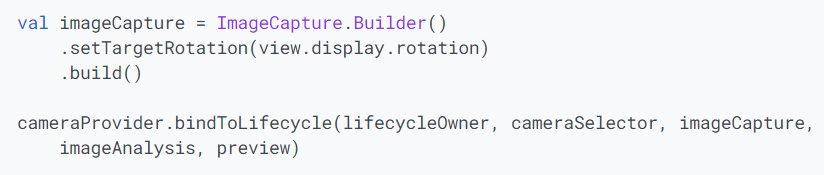 val imageCapture = ImageCapture.Builder()
    .setTargetRotation(view.display.rotation)
    .build()

cameraProvider.bindToLifecycle(lifecycleOwner, cameraSelector, imageCapture,
    imageAnalysis, preview)